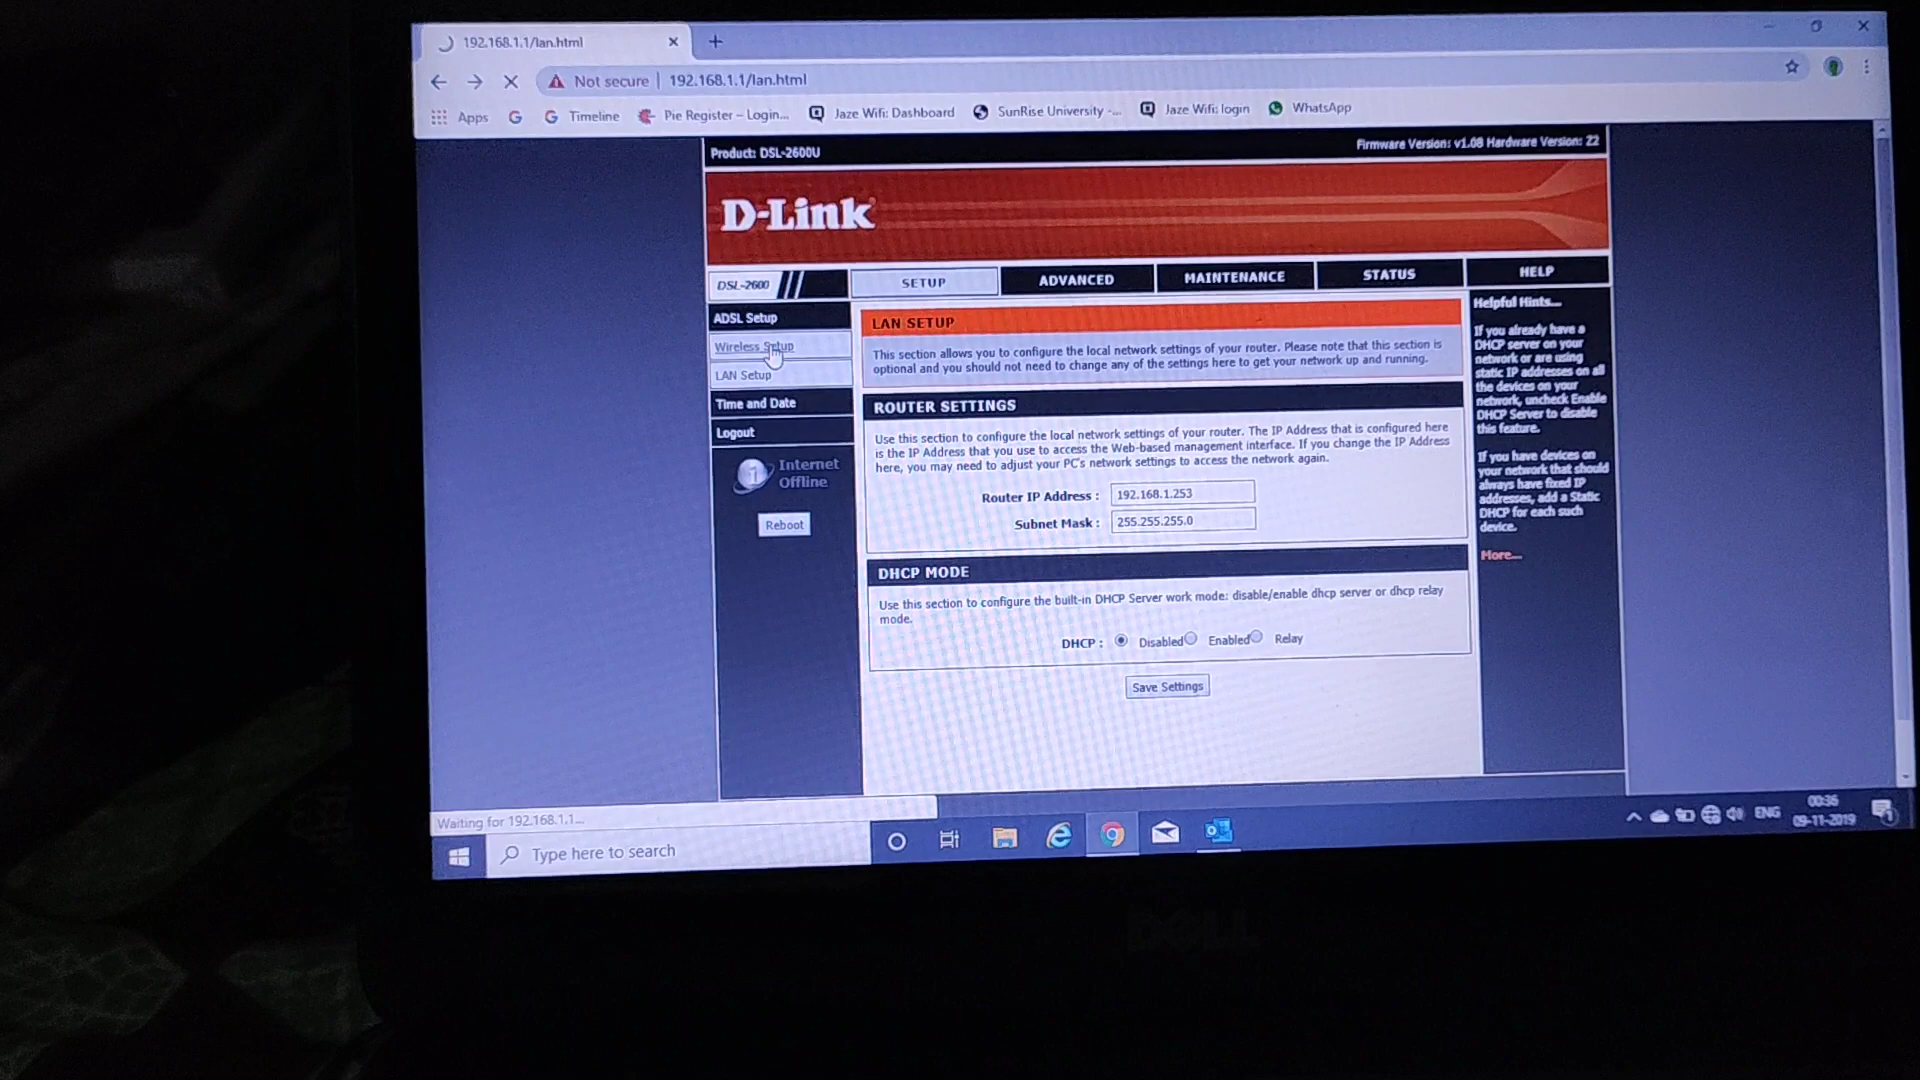 192.168.1.1/lan.html
Not secure | 192.168.1.1/lan.html
Apps Timeline Pie Register – Login... Jaze Wifi: Dashboard SunRise University -... Jaze Wifi: login WhatsApp
Product: DSL-2600U
Firmware Version: v1.08 Hardware Version: Z2
D-Link
DSL-2600
SETUP
ADVANCED
MAINTENANCE
STATUS
HELP
ADSL Setup
Wireless Setup
LAN Setup
Time and Date
Logout
Internet
Offline
Reboot
LAN SETUP
This section allows you to configure the local network settings of your router. Please note that this section is
optional and you should not need to change any of the settings here to get your network up and running.
ROUTER SETTINGS
Use this section to configure the local network settings of your router. The IP Address that is configured here
is the IP Address that you use to access the Web-based management interface. If you change the IP Address
here, you may need to adjust your PC's network settings to access the network again.
Router IP Address : 192.168.1.253
Subnet Mask : 255.255.255.0
DHCP MODE
Use this section to configure the built-in DHCP Server work mode: disable/enable dhcp server or dhcp relay
mode.
DHCP : Disabled Enabled Relay
Save Settings
Helpful Hints...
If you already have a
DHCP server on your
network or are using
static IP addresses on all
the devices on your
network, uncheck Enable
DHCP Server to disable
this feature.
If you have devices on
your network that should
always have fixed IP
addresses, add a Static
DHCP for each such
device.
More...
Waiting for 192.168.1.1...
Type here to search
ENG
00:36
09-11-2019
DELL